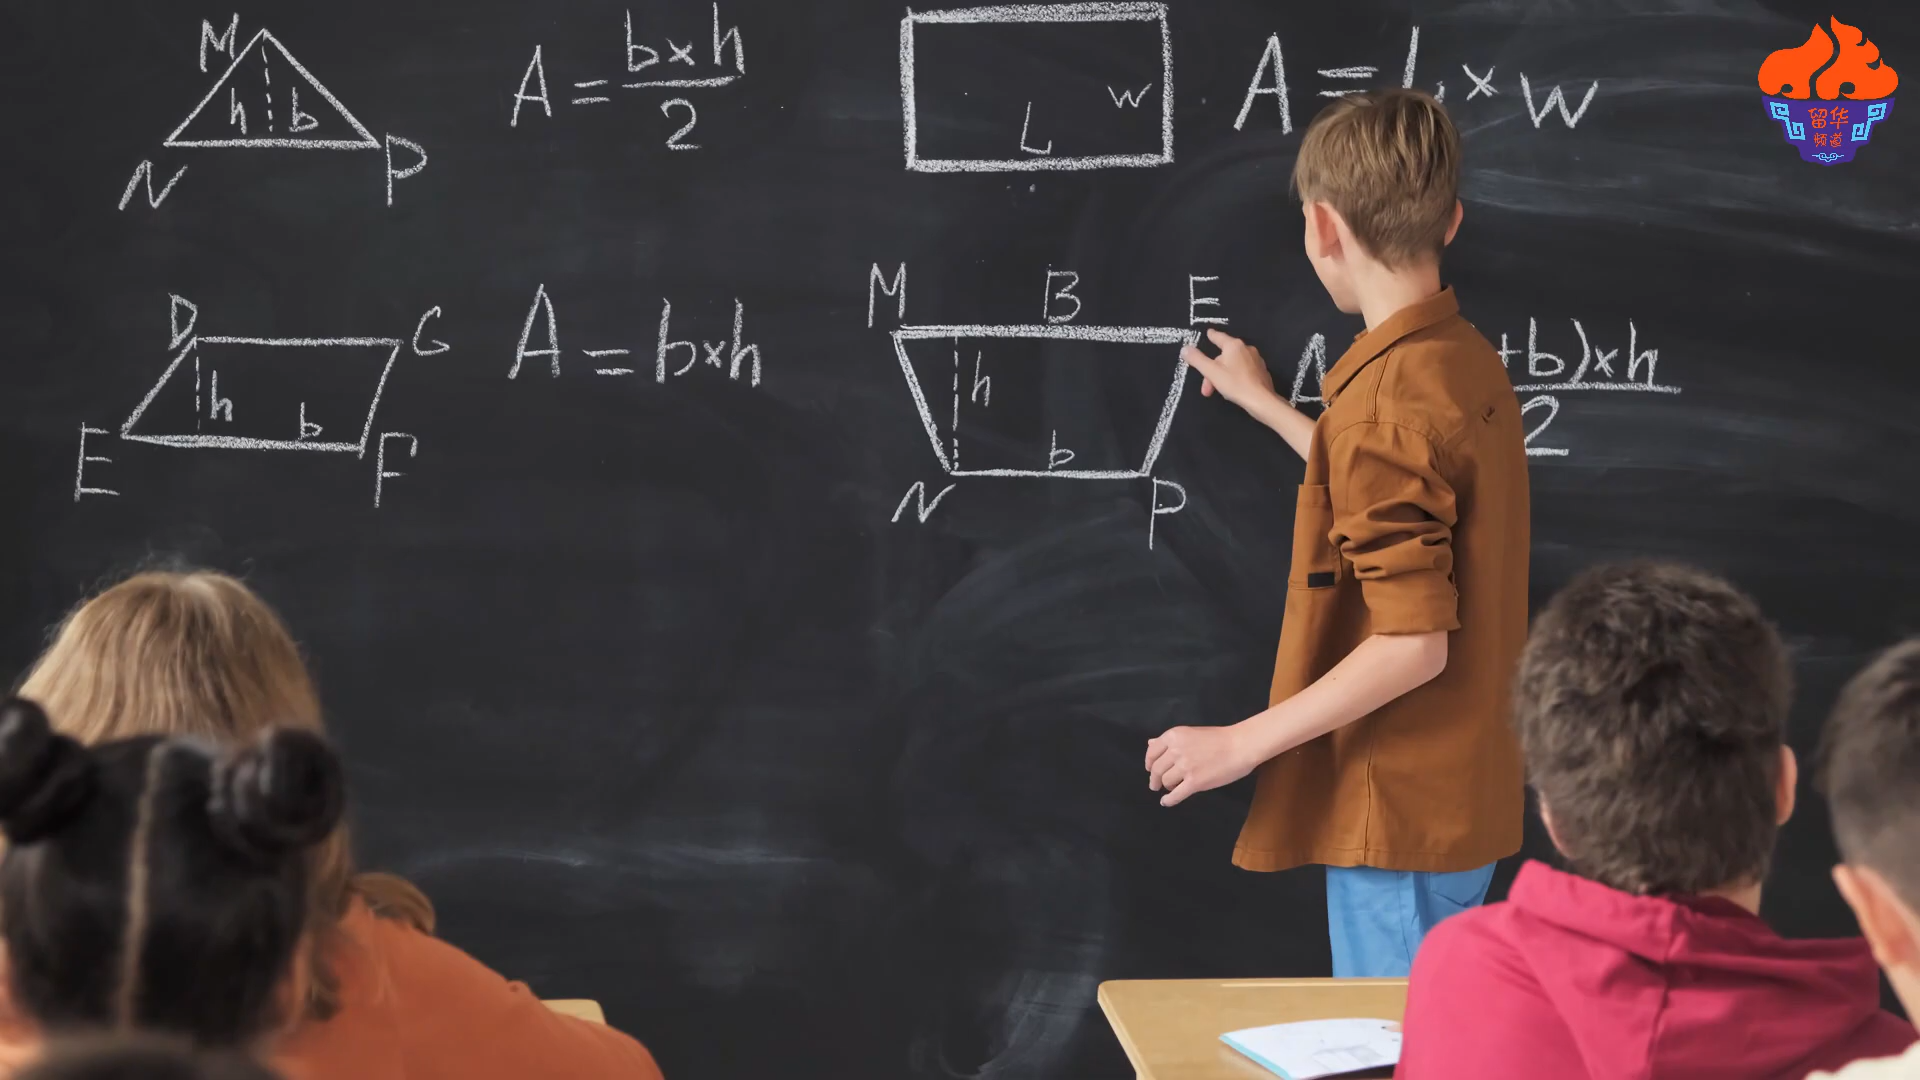 M
h b
N P
A = b×h
2
L w
A = L × w
D G
h
b
E F
A = b×h
M B E
h
b
N P
A +b)×h
2
留华
频道